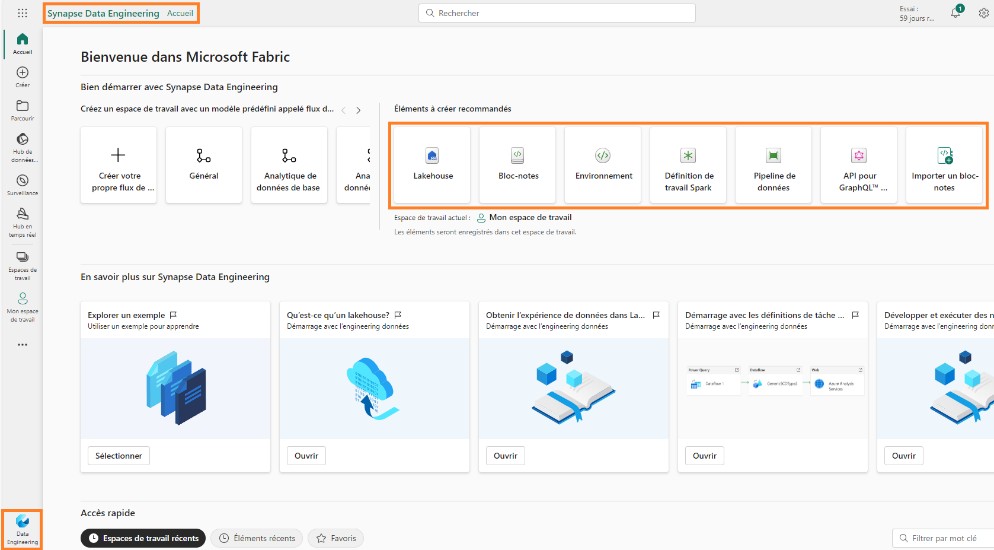 Synapse Data Engineering Accueil
Rechercher
Essai :
59 jours r...
1
Accueil
Créer
Parcourir
Hub de
données...
Surveillance
Hub en
temps réel
Espaces de
travail
Mon espace
de travail
Data
Engineering
Bienvenue dans Microsoft Fabric
Bien démarrer avec Synapse Data Engineering
Créez un espace de travail avec un modèle prédéfini appelé flux d...
Créer votre
propre flux de ...
Général
Analytique de
données de base
Ana
donnée
Éléments à créer recommandés
Lakehouse
Bloc-notes
Environnement
Définition de
travail Spark
Pipeline de
données
API pour
GraphQL™ ...
Importer un bloc-
notes
Espace de travail actuel : Mon espace de travail
Les éléments seront enregistrés dans cet espace de travail.
En savoir plus sur Synapse Data Engineering
Explorer un exemple
Utiliser un exemple pour apprendre
Sélectionner
Qu'est-ce qu'un lakehouse?
Démarrage avec l'engineering données
Ouvrir
Obtenir l'expérience de données dans La...
Démarrage avec l'engineering données
Ouvrir
Démarrage avec les définitions de tâche ...
Démarrage avec l'engineering données
Dataflow
Web
Ouvrir
Développer et exécuter des n
Démarrage avec l'engineering données
Ouvrir
Accès rapide
Espaces de travail récents
Éléments récents
Favoris
Filtrer par mot clé